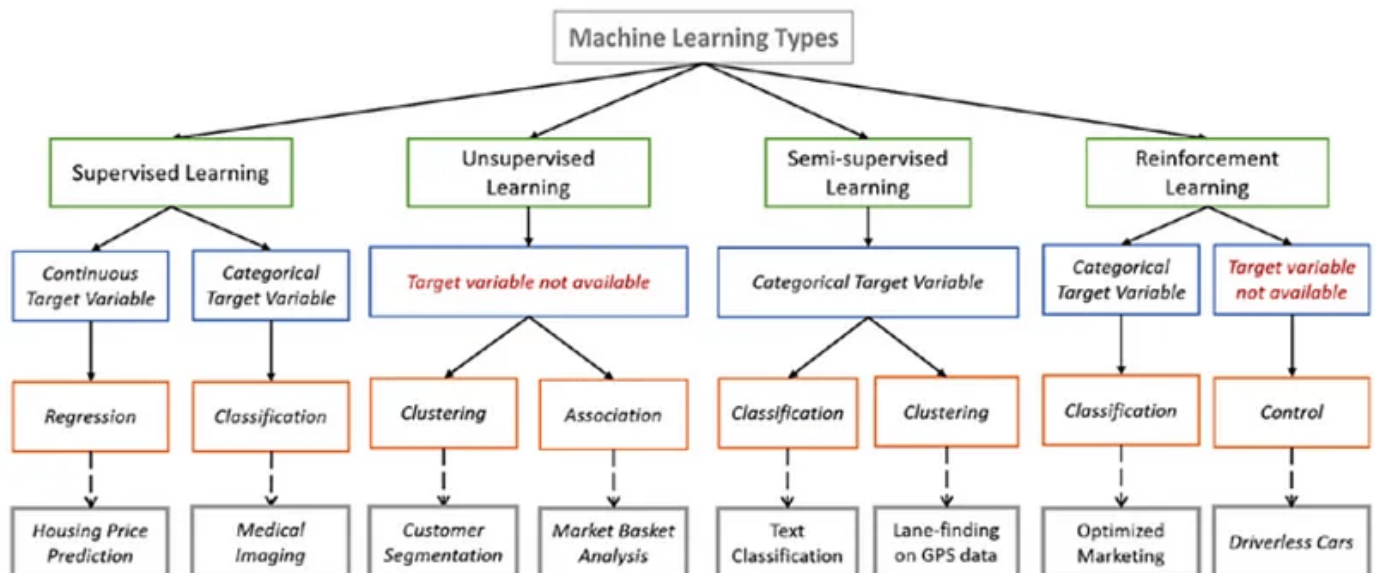 Machine Learning Types
Supervised Learning
Unsupervised
Learning
Semi-supervised
Learning
Reinforcement
Learning
Continuous
Target Variable
Categorical
Target Variable
Target variable not available
Categorical Target Variable
Categorical
Target Variable
Target variable
not available
Regression
Classification
Clustering
Association
Classification
Clustering
Classification
Control
Housing Price
Prediction
Medical
Imaging
Customer
Segmentation
Market Basket
Analysis
Text
Classification
Lane-finding
on GPS data
Optimized
Marketing
Driverless Cars